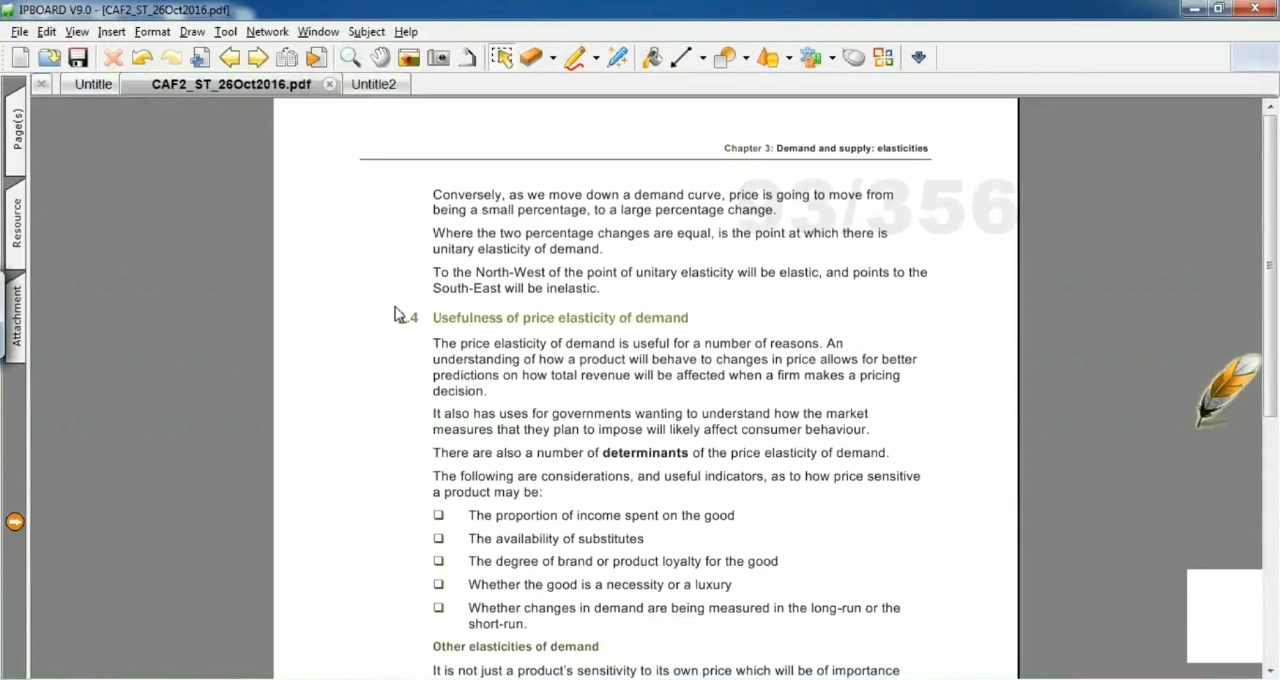 IPBOARD V9.0 - [CAF2_ST_26Oct2016.pdf]
File Edit View Insert Format Draw Tool Network Window Subject Help
Untitle CAF2_ST_26Oct2016.pdf Untitle2
Page(s)
Resource
Attachment
Chapter 3: Demand and supply: elasticities
93/356
Conversely, as we move down a demand curve, price is going to move from
being a small percentage, to a large percentage change.
Where the two percentage changes are equal, is the point at which there is
unitary elasticity of demand.
To the North-West of the point of unitary elasticity will be elastic, and points to the
South-East will be inelastic.
.4 Usefulness of price elasticity of demand
The price elasticity of demand is useful for a number of reasons. An
understanding of how a product will behave to changes in price allows for better
predictions on how total revenue will be affected when a firm makes a pricing
decision.
It also has uses for governments wanting to understand how the market
measures that they plan to impose will likely affect consumer behaviour.
There are also a number of determinants of the price elasticity of demand.
The following are considerations, and useful indicators, as to how price sensitive
a product may be:
❑ The proportion of income spent on the good
❑ The availability of substitutes
❑ The degree of brand or product loyalty for the good
❑ Whether the good is a necessity or a luxury
❑ Whether changes in demand are being measured in the long-run or the
short-run.
Other elasticities of demand
It is not just a product's sensitivity to its own price which will be of importance